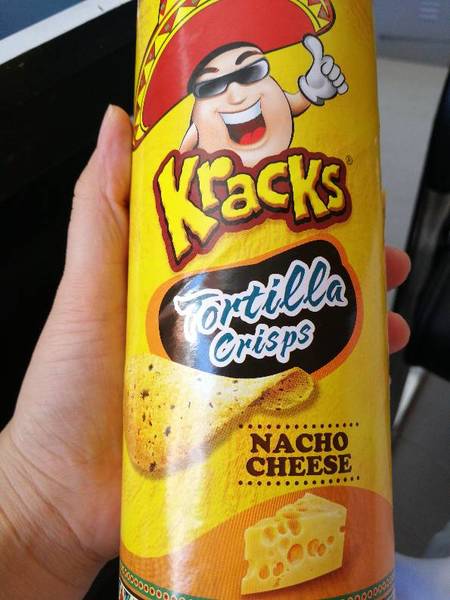 Kracks®
Tortilla
Crisps
NACHO
CHEESE